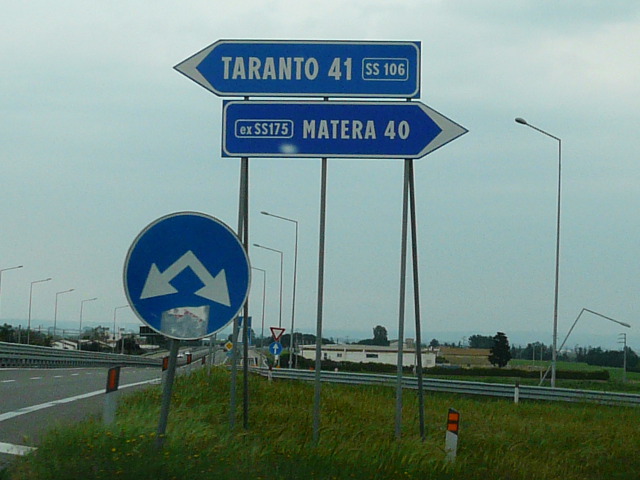 TARANTO 41 SS 106
ex SS175 MATERA 40